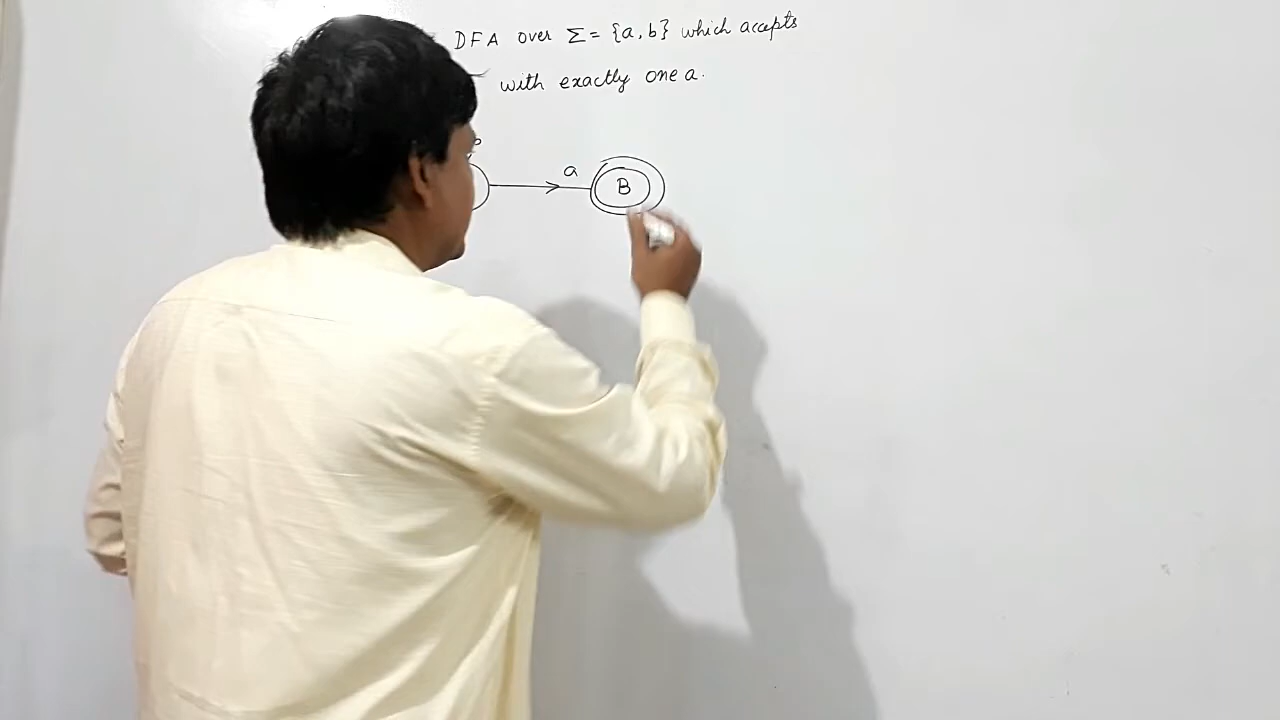 DFA over Σ = {a, b} which accepts
with exactly one a.
a
B